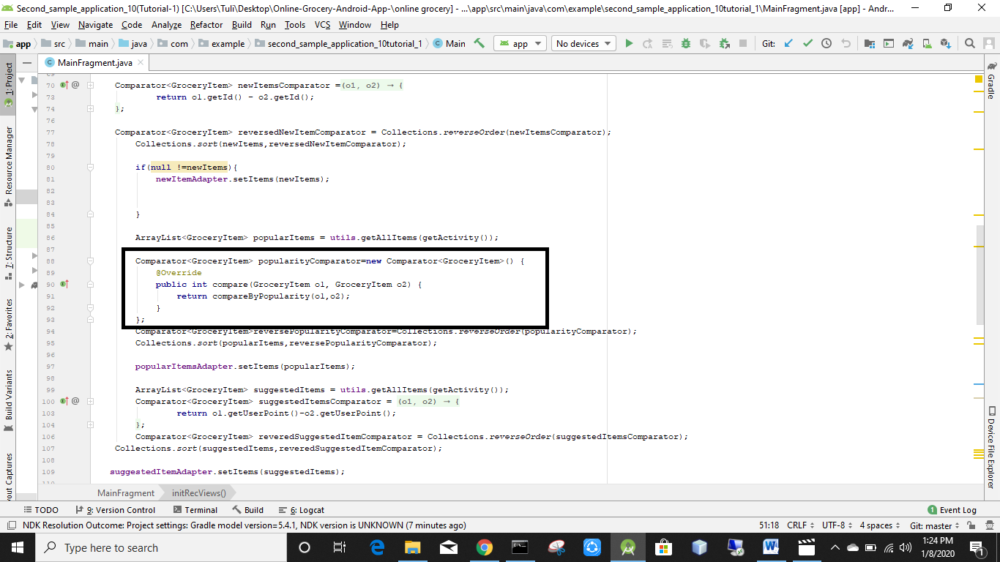 Second_sample_application_10(Tutorial-1) [C:\Users\Tuli\Desktop\Online-Grocery-Android-App-\online grocery] - ...\app\src\main\java\com\example\second_sample_application_10tutorial_1\MainFragment.java [app] - Andr...
File Edit View Navigate Code Analyze Refactor Build Run Tools VCS Window Help
app src main java com example second_sample_application_10tutorial_1 Main app No devices Git:
MainFragment.java
1: Project
Resource Manager
Z: Structure
2: Favorites
Build Variants
yout Captures
Gradle
Device File Explorer
69
70 Comparator<GroceryItem> newItemsComparator =(o1, o2) → {
73 return o1.getId() - o2.getId();
74 };
76
77 Comparator<GroceryItem> reversedNewItemComparator = Collections.reverseOrder(newItemsComparator);
78 Collections.sort(newItems,reversedNewItemComparator);
79
80 if(null !=newItems){
81 newItemAdapter.setItems(newItems);
82
83
84 }
85
86 ArrayList<GroceryItem> popularItems = utils.getAllItems(getActivity());
87
88 Comparator<GroceryItem> popularityComparator=new Comparator<GroceryItem>() {
89 @Override
90 public int compare(GroceryItem o1, GroceryItem o2) {
91 return compareByPopularity(o1,o2);
92 }
93 };
94 Comparator<GroceryItem>reversePopularityComparator=Collections.reverseOrder(popularityComparator);
95 Collections.sort(popularItems,reversePopularityComparator);
96
97 popularItemsAdapter.setItems(popularItems);
98
99 ArrayList<GroceryItem> suggestedItems = utils.getAllItems(getActivity());
100 Comparator<GroceryItem> suggestedItemsComparator = (o1, o2) → {
103 return o1.getUserPoint()-o2.getUserPoint();
104 };
106 Comparator<GroceryItem> reveredSuggestedItemComparator = Collections.reverseOrder(suggestedItemsComparator);
107 Collections.sort(suggestedItems,reveredSuggestedItemComparator);
108
109 suggestedItemAdapter.setItems(suggestedItems);
110
MainFragment initRecViews()
TODO 9: Version Control Terminal Build 6: Logcat 1 Event Log
NDK Resolution Outcome: Project settings: Gradle model version=5.4.1, NDK version is UNKNOWN (7 minutes ago) 51:18 CRLF UTF-8 4 spaces Git: master
Type here to search
1:24 PM
1/8/2020
1